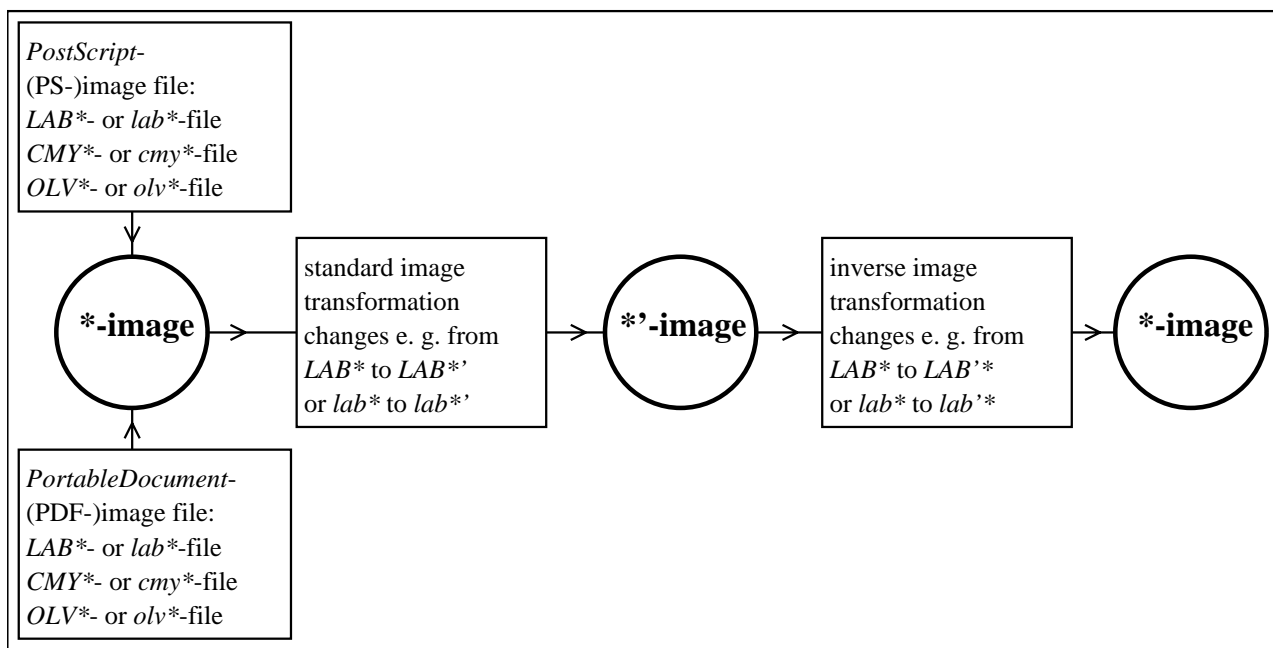 PostScript-
(PS-)image file:
LAB*- or lab*-file
CMY*- or cmy*-file
OLV*- or olv*-file
*-image
standard image
transformation
changes e. g. from
LAB* to LAB*’
or lab* to lab*’
*’-image
inverse image
transformation
changes e. g. from
LAB* to LAB’*
or lab* to lab’*
*-image
PortableDocument-
(PDF-)image file:
LAB*- or lab*-file
CMY*- or cmy*-file
OLV*- or olv*-file